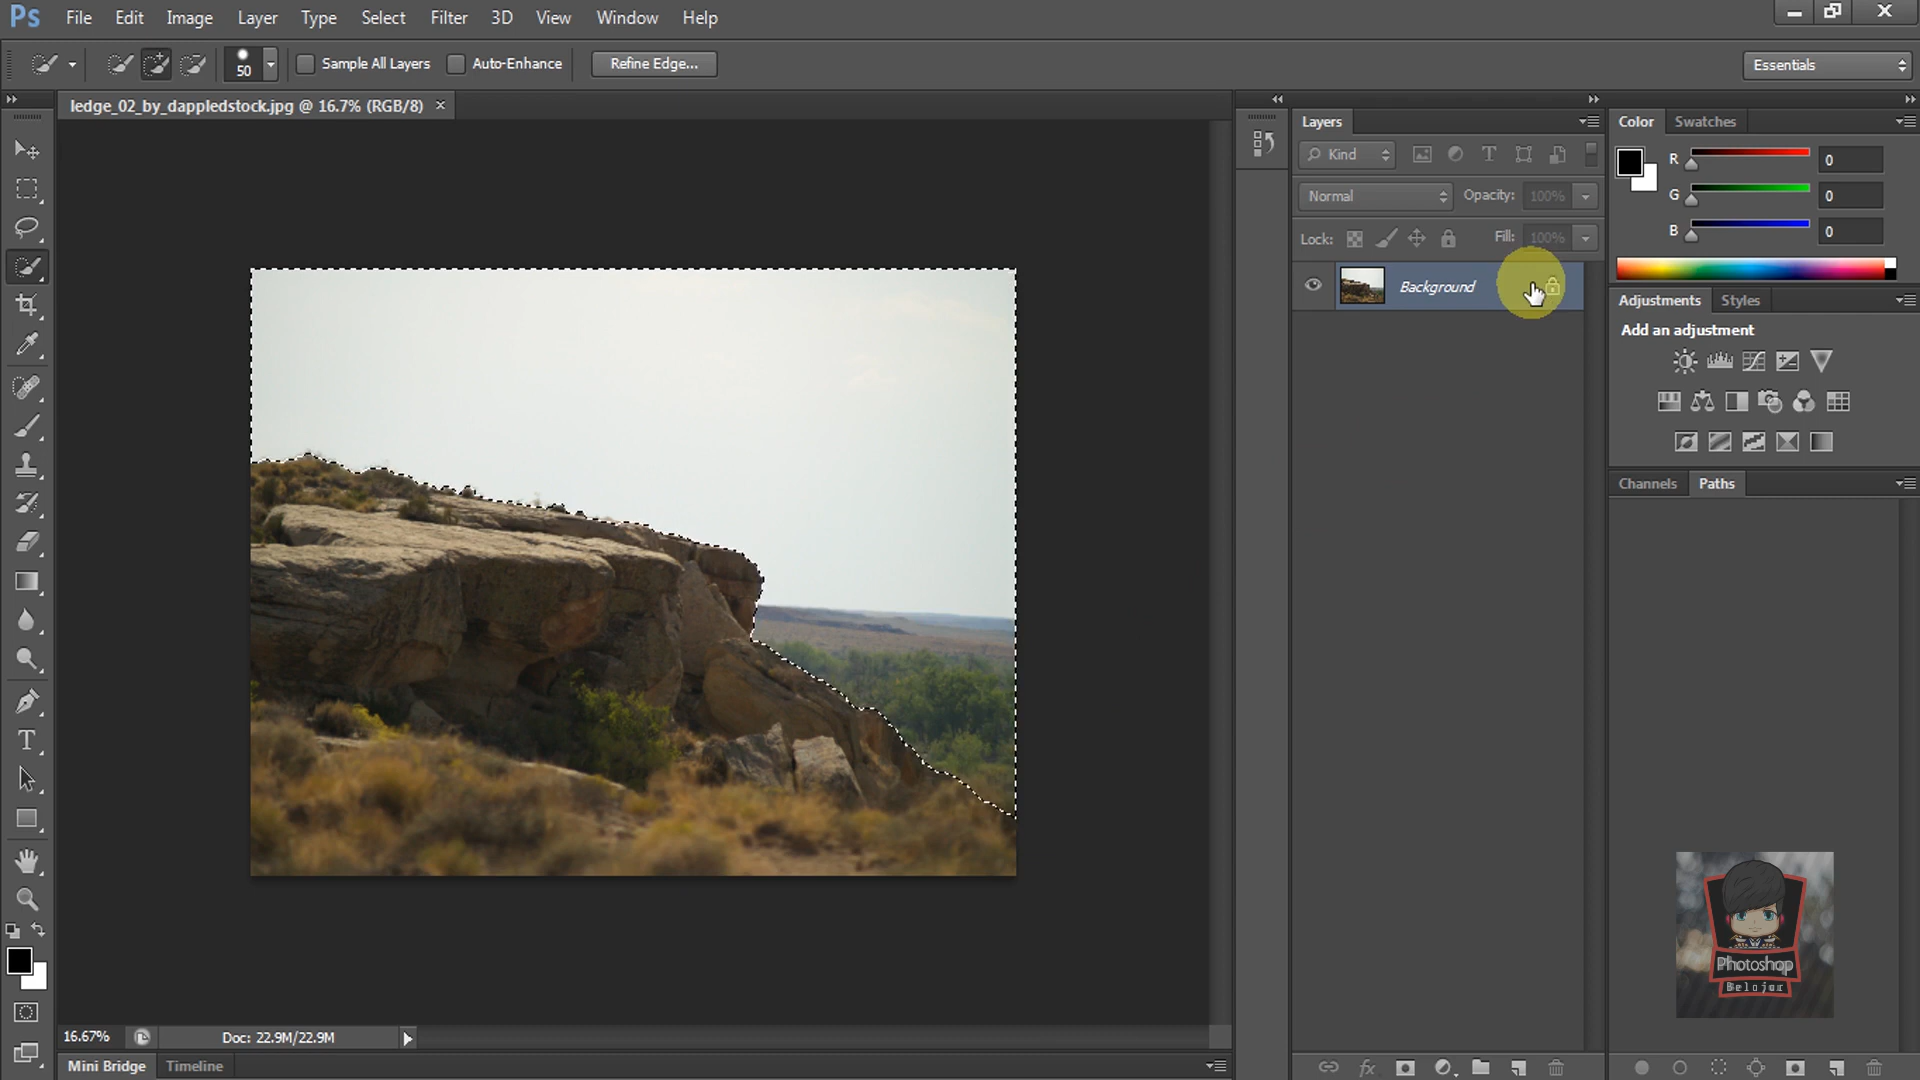 Ps File Edit Image Layer Type Select Filter 3D View Window Help
50 Sample All Layers Auto-Enhance Refine Edge... Essentials
ledge_02_by_dappledstock.jpg @ 16.7% (RGB/8) ×
Layers
Kind
Normal Opacity: 100%
Lock: Fill: 100%
Background
Color Swatches
R 0
G 0
B 0
Adjustments Styles
Add an adjustment
Channels Paths
T
Photoshop
Belajar
16.67% Doc: 22.9M/22.9M
Mini Bridge Timeline
fx